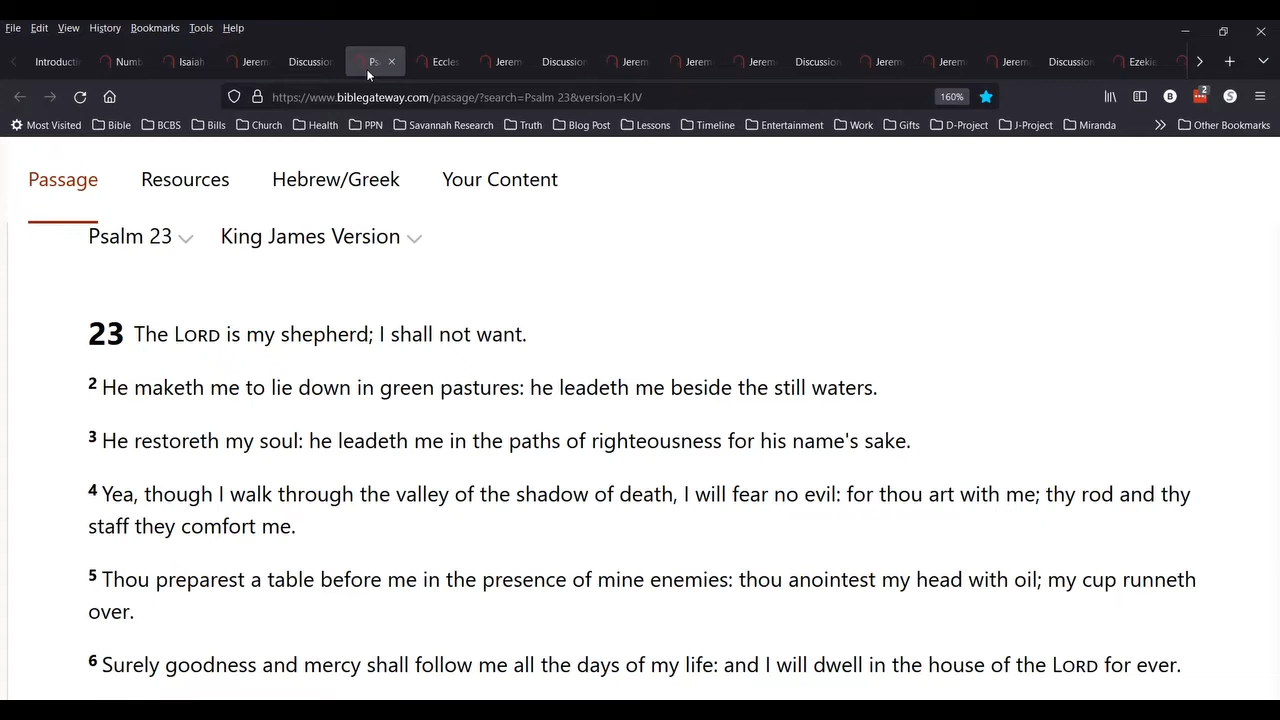 File Edit View History Bookmarks Tools Help
Introducti Numb Isaiah Jerem Discussion Ps Eccles Jerem Discussion Jerem Jerem Jerem Discussion Jerem Jerem Jerem Discussion Ezekie
https://www.biblegateway.com/passage/?search=Psalm 23&version=KJV 160% B 2 S
Most Visited Bible BCBS Bills Church Health PPN Savannah Research Truth Blog Post Lessons Timeline Entertainment Work Gifts D-Project J-Project Miranda Other Bookmarks
Passage Resources Hebrew/Greek Your Content
Psalm 23 King James Version
23 The LORD is my shepherd; I shall not want.
2 He maketh me to lie down in green pastures: he leadeth me beside the still waters.
3 He restoreth my soul: he leadeth me in the paths of righteousness for his name's sake.
4 Yea, though I walk through the valley of the shadow of death, I will fear no evil: for thou art with me; thy rod and thy
staff they comfort me.
5 Thou preparest a table before me in the presence of mine enemies: thou anointest my head with oil; my cup runneth
over.
6 Surely goodness and mercy shall follow me all the days of my life: and I will dwell in the house of the LORD for ever.